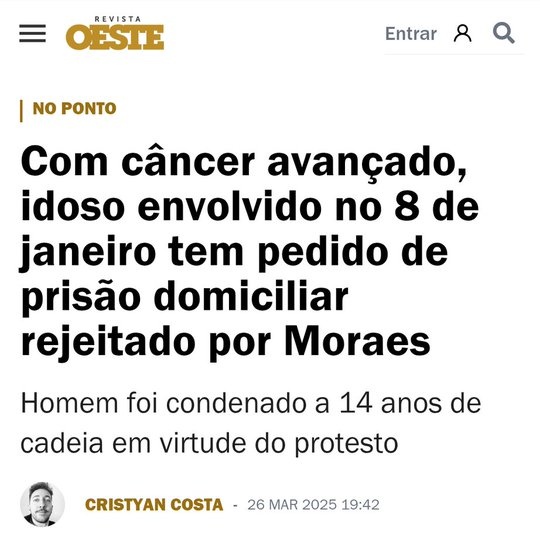 REVISTA
OESTE
Entrar
NO PONTO
Com câncer avançado,
idoso envolvido no 8 de
janeiro tem pedido de
prisão domiciliar
rejeitado por Moraes
Homem foi condenado a 14 anos de
cadeia em virtude do protesto
CRISTYAN COSTA - 26 MAR 2025 19:42